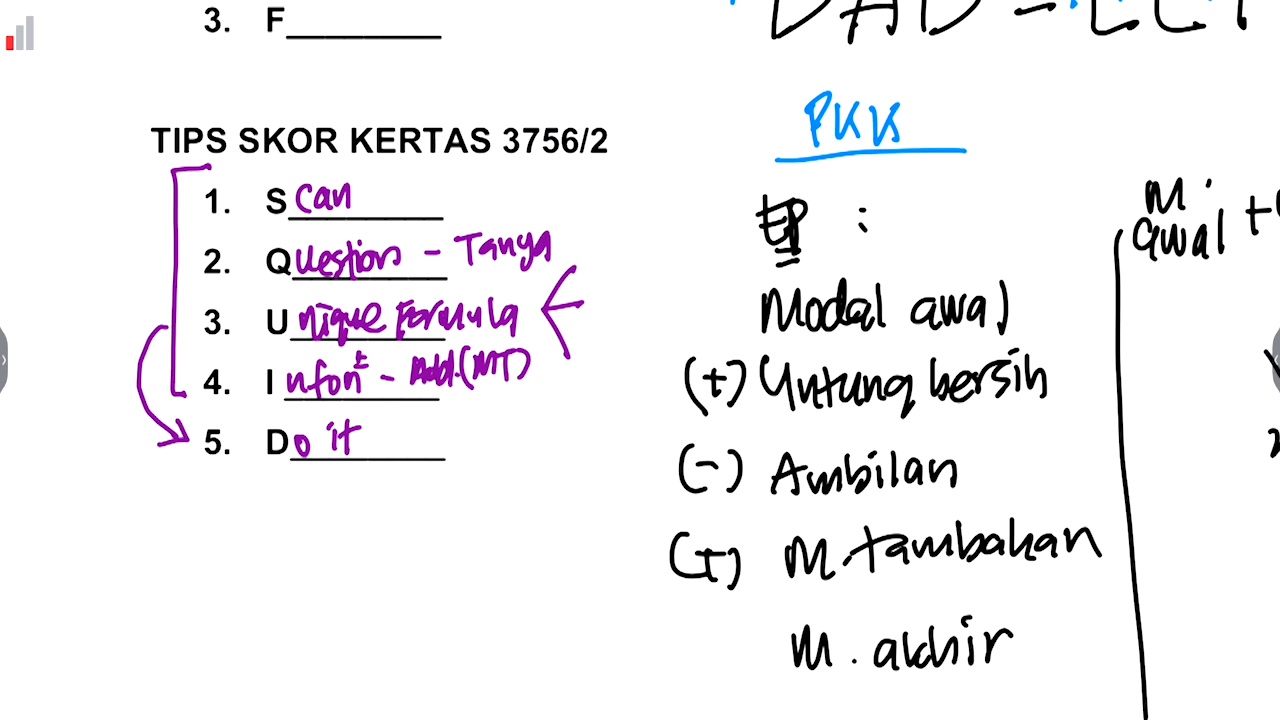 3. F________
TIPS SKOR KERTAS 3756/2
1. Scan
2. Question - Tanya
3. Unique Formula
4. Infon - Add.(MT)
5. Do it
PKK
:
Modal awal
(+) Untung bersih
(-) Ambilan
(+) M. tambahan
M. akhir
M.
awal +